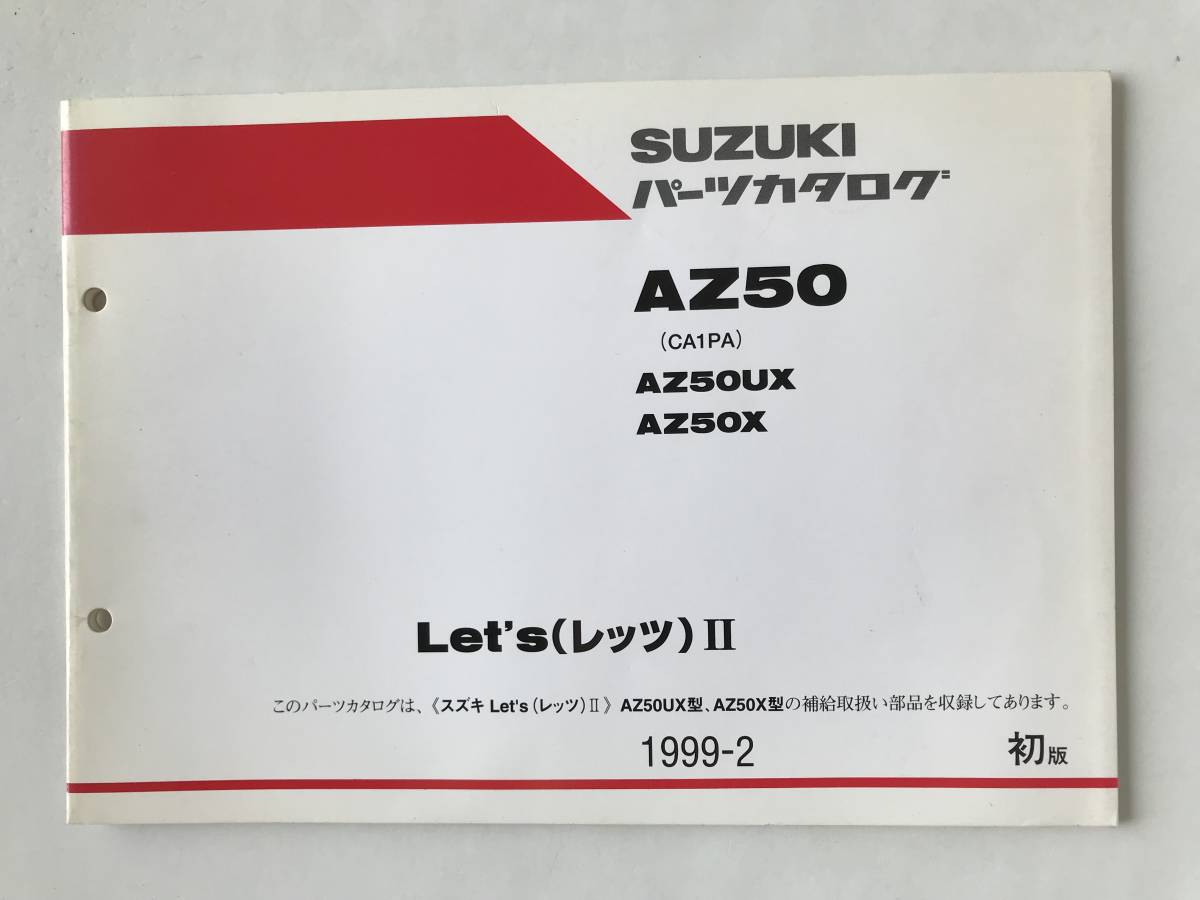 SUZUKI
パーツカタログ
AZ50
(CA1PA)
AZ50UX
AZ50X
Let's(レッツ)II
このパーツカタログは、《スズキ Let's(レッツ)II》AZ50UX型、AZ50X型の補給取扱い部品を収録してあります。
1999-2 初版